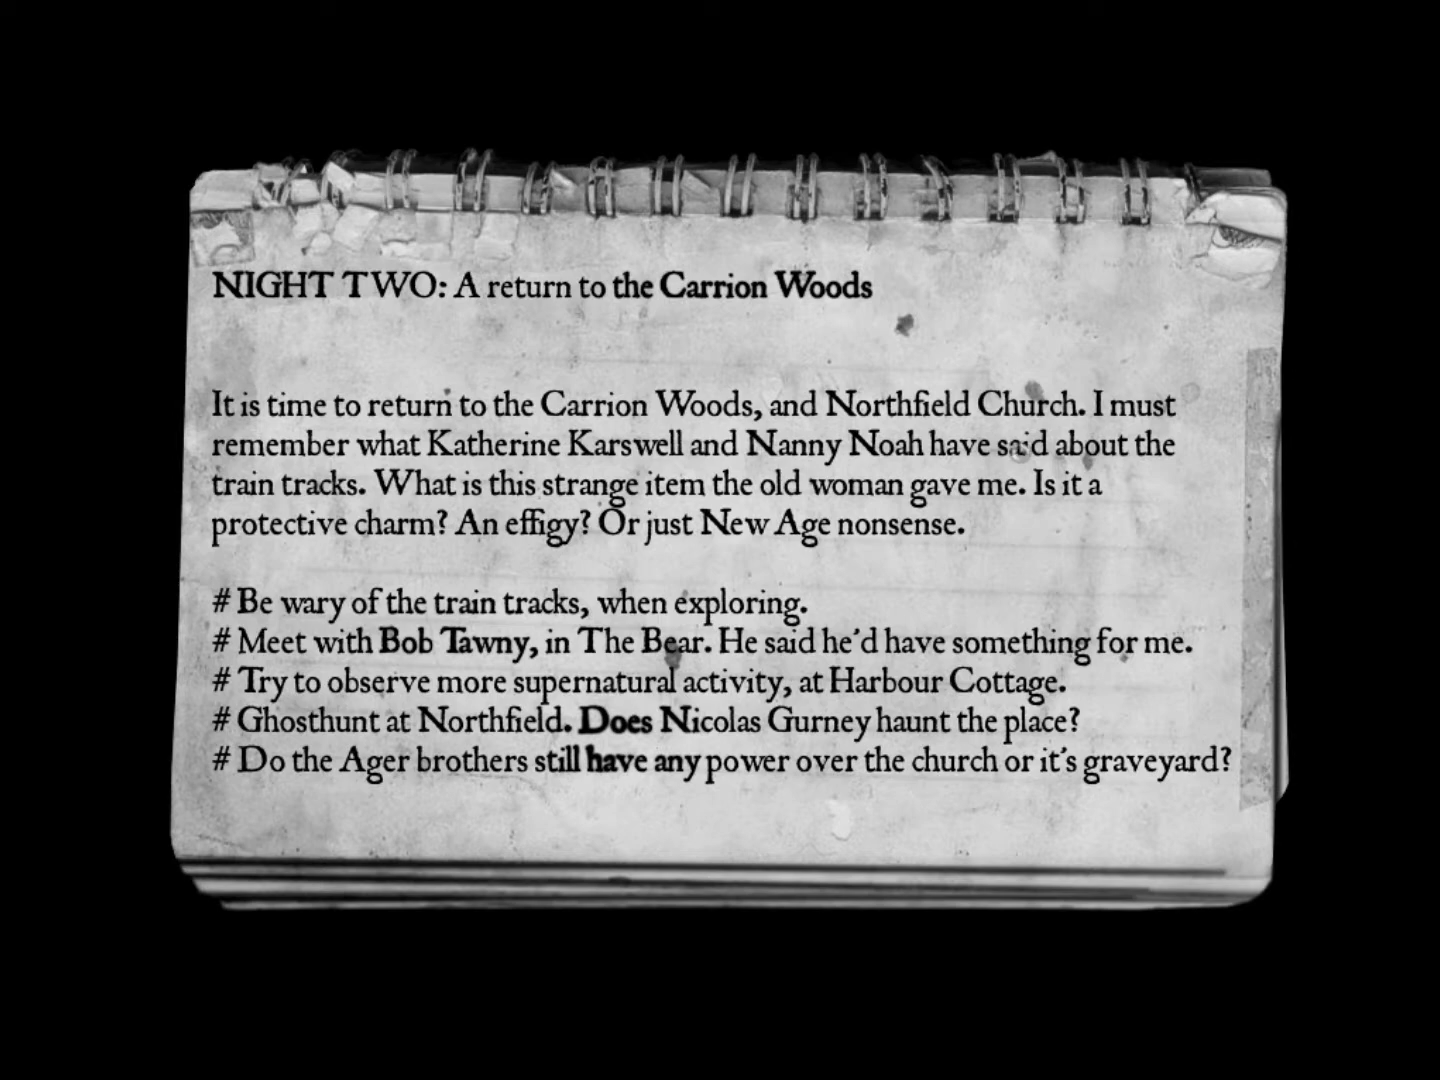 NIGHT TWO: A return to the Carrion Woods
It is time to return to the Carrion Woods, and Northfield Church. I must
remember what Katherine Karswell and Nanny Noah have said about the
train tracks. What is this strange item the old woman gave me. Is it a
protective charm? An effigy? Or just New Age nonsense.
# Be wary of the train tracks, when exploring.
# Meet with Bob Tawny, in The Bear. He said he'd have something for me.
# Try to observe more supernatural activity, at Harbour Cottage.
# Ghosthunt at Northfield. Does Nicolas Gurney haunt the place?
# Do the Ager brothers still have any power over the church or it's graveyard?